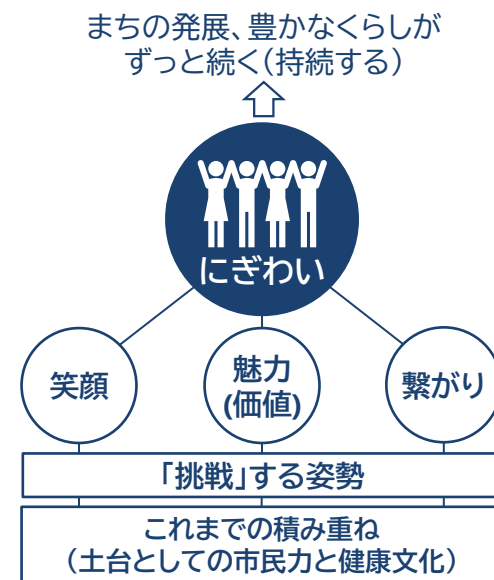 まちの発展、豊かなくらしが
ずっと続く（持続する）
にぎわい
笑顔
魅力
(価値)
繋がり
「挑戦」する姿勢
これまでの積み重ね
（土台としての市民力と健康文化）